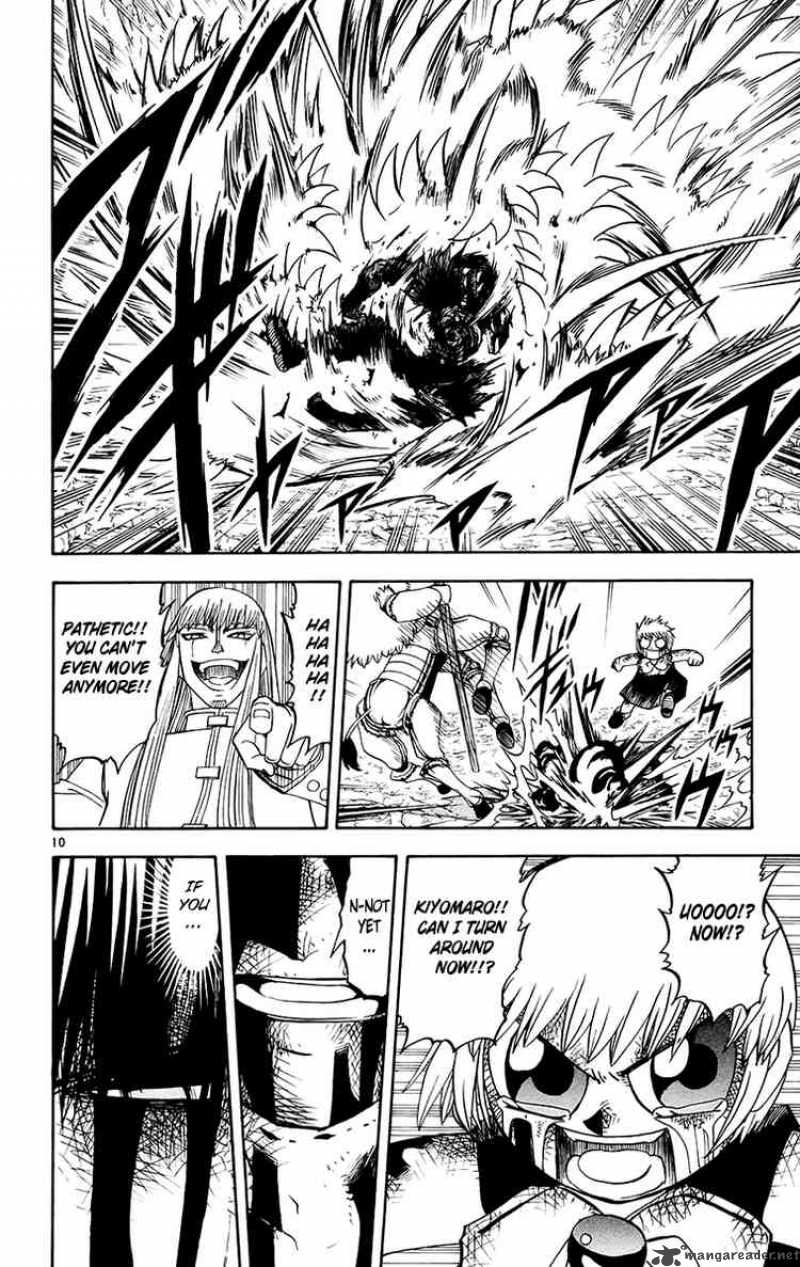 HA
HA
HA
HA
!!
PATHETIC!!
YOU CAN'T
EVEN MOVE
ANYMORE!!
10
UOOOO!?
NOW!?
KIYOMARO!!
CAN I TURN
AROUND
NOW!!?
N-NOT
YET
...
IF
YOU
...
mangareader.net